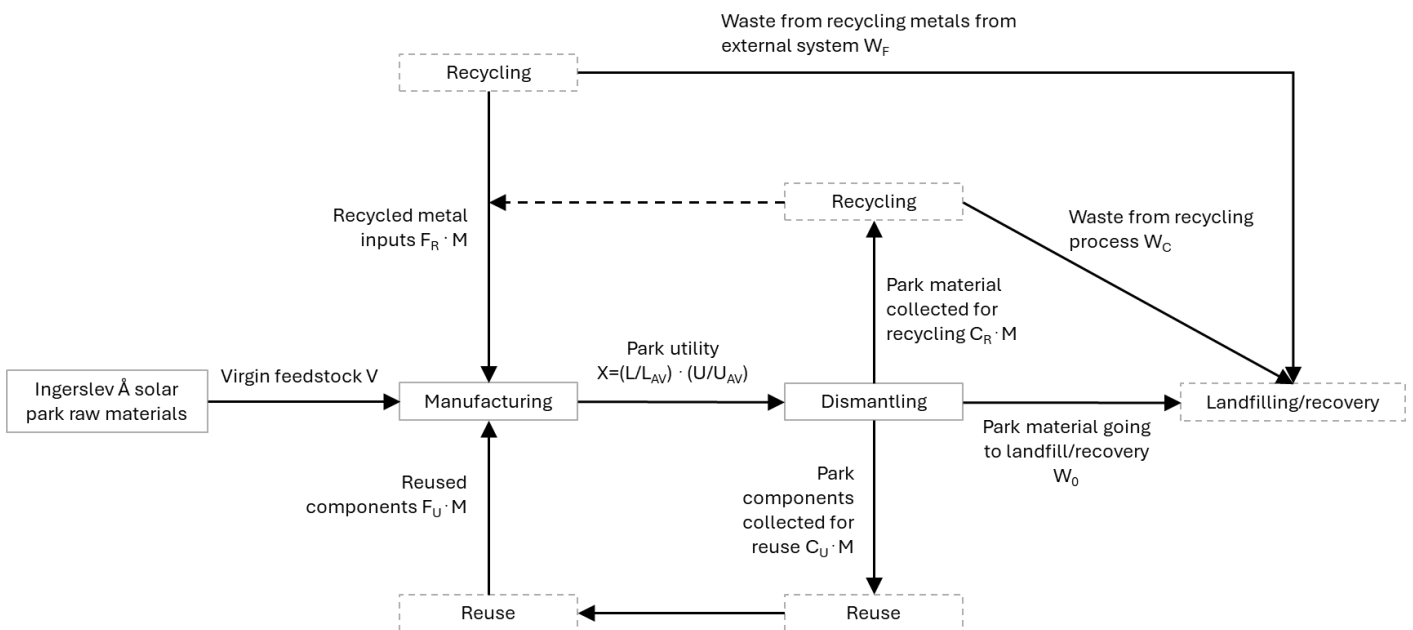 Waste from recycling metals from
external system W_F
Recycling
Recycling
Recycled metal
inputs F_R · M
Waste from recycling
process W_C
Park material
collected for
recycling C_R · M
Park utility
X=(L/L_AV) · (U/U_AV)
Virgin feedstock V
Ingerslev Å solar
park raw materials
Manufacturing
Dismantling
Landfilling/recovery
Park material going
to landfill/recovery
W_0
Reused
components F_U · M
Park
components
collected for
reuse C_U · M
Reuse
Reuse